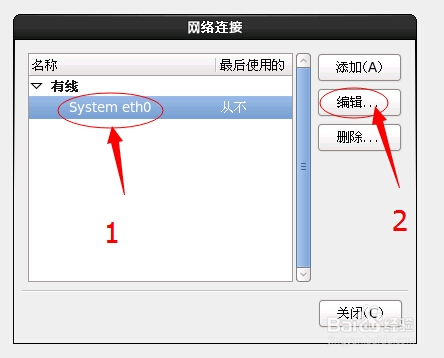 网络连接
名称 最后使用的
有线
System eth0 从不
添加(A)
编辑...
删除...
1
2
关闭(C)
Bai 经验